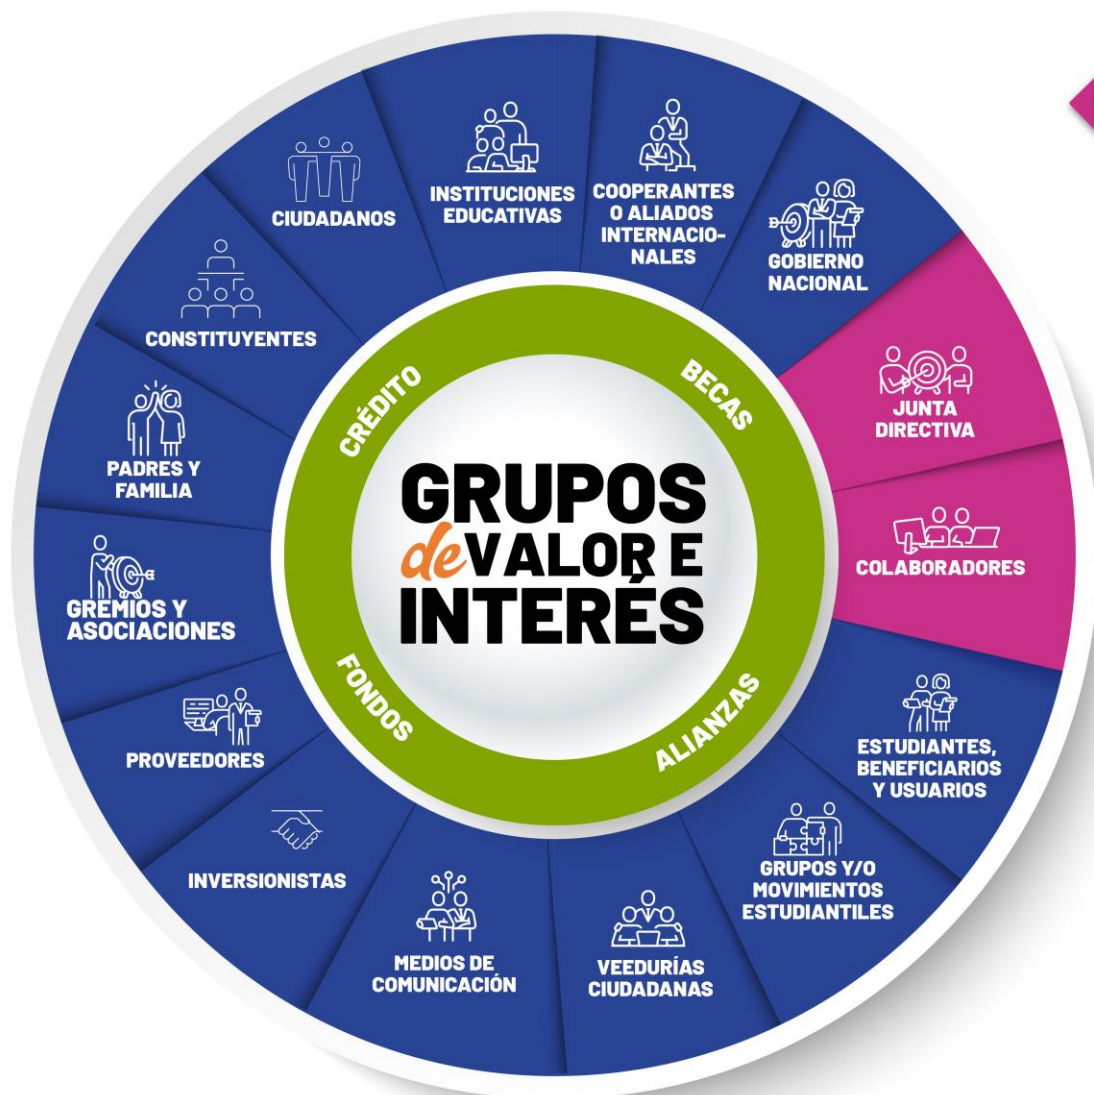 GRUPOS
de VALOR E
INTERÉS
CRÉDITO
BECAS
ALIANZAS
FONDOS
CIUDADANOS
INSTITUCIONES
EDUCATIVAS
COOPERANTES
O ALIADOS
INTERNACIO-
NALES
GOBIERNO
NACIONAL
JUNTA
DIRECTIVA
COLABORADORES
ESTUDIANTES,
BENEFICIARIOS
Y USUARIOS
GRUPOS Y/O
MOVIMIENTOS
ESTUDIANTILES
VEEDURÍAS
CIUDADANAS
MEDIOS DE
COMUNICACIÓN
INVERSIONISTAS
PROVEEDORES
GREMIOS Y
ASOCIACIONES
PADRES Y
FAMILIA
CONSTITUYENTES